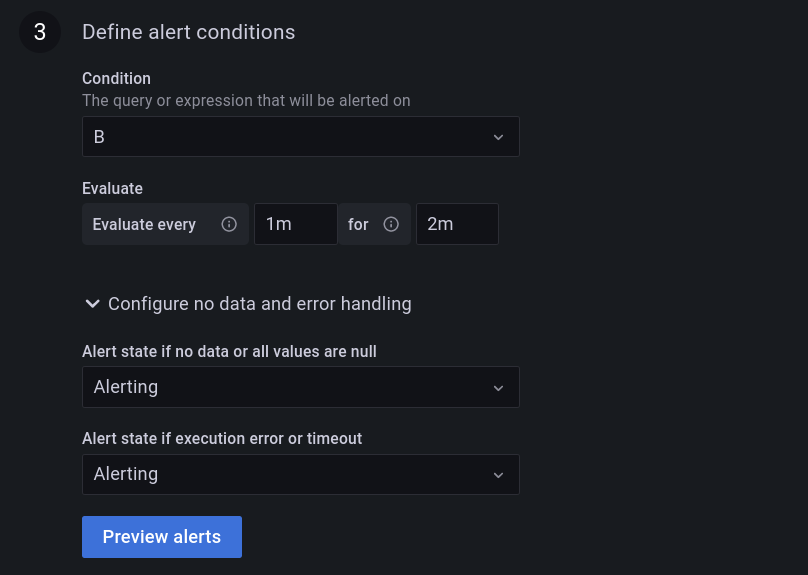 3 Define alert conditions
Condition
The query or expression that will be alerted on
B
Evaluate
Evaluate every 1m for 2m
Configure no data and error handling
Alert state if no data or all values are null
Alerting
Alert state if execution error or timeout
Alerting
Preview alerts